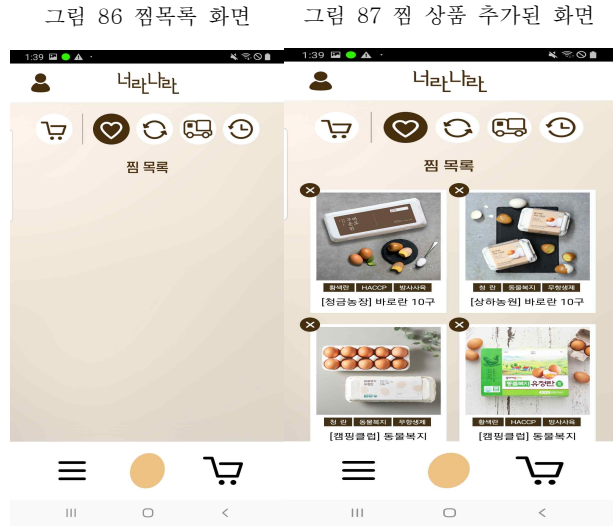 그림 86 찜목록 화면
그림 87 찜 상품 추가된 화면
1:39
너랑나랑
찜 목록
1:39
너랑나랑
찜 목록
황색란 HACCP 방사사육
[청금농장] 바로란 10구
청 란 동물복지 무항생제
[상하농원] 바로란 10구
청 란 동물복지 무항생제
[캠핑클럽] 동물복지
동물복지 유정란
황색란 HACCP 방사사육
[캠핑클럽] 동물복지